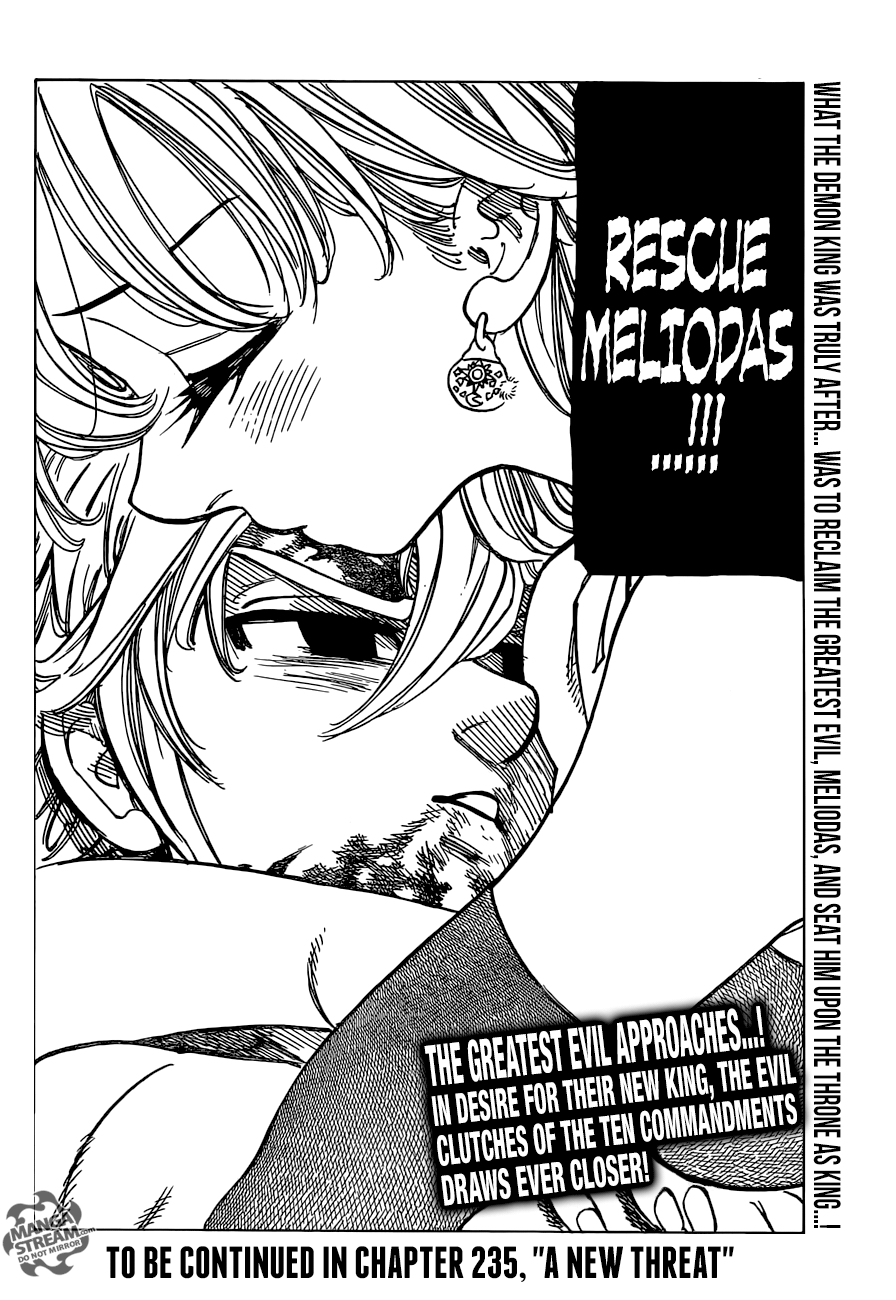 RESCUE
MELIODAS
!!!
......
WHAT THE DEMON KING WAS TRULY AFTER... WAS TO RECLAIM THE GREATEST EVIL, MELIODAS, AND SEAT HIM UPON THE THRONE AS KING...!
THE GREATEST EVIL APPROACHES...!
IN DESIRE FOR THEIR NEW KING, THE EVIL
CLUTCHES OF THE TEN COMMANDMENTS
DRAWS EVER CLOSER!
MANGA
STREAM.com
DO NOT MIRROR
TO BE CONTINUED IN CHAPTER 235, "A NEW THREAT"